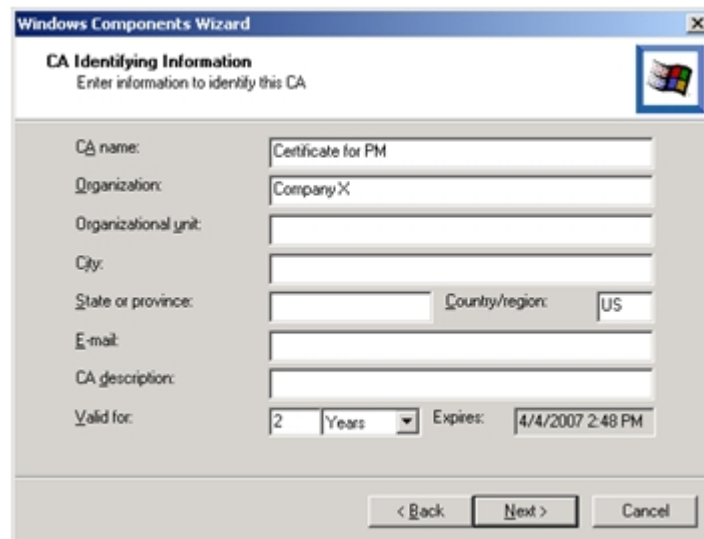 Windows Components Wizard
CA Identifying Information
Enter information to identify this CA
CA name: Certificate for PM
Organization: Company X
Organizational unit:
City:
State or province: Country/region: US
E-mail:
CA description:
Valid for: 2 Years Expires: 4/4/2007 2:48 PM
< Back Next > Cancel